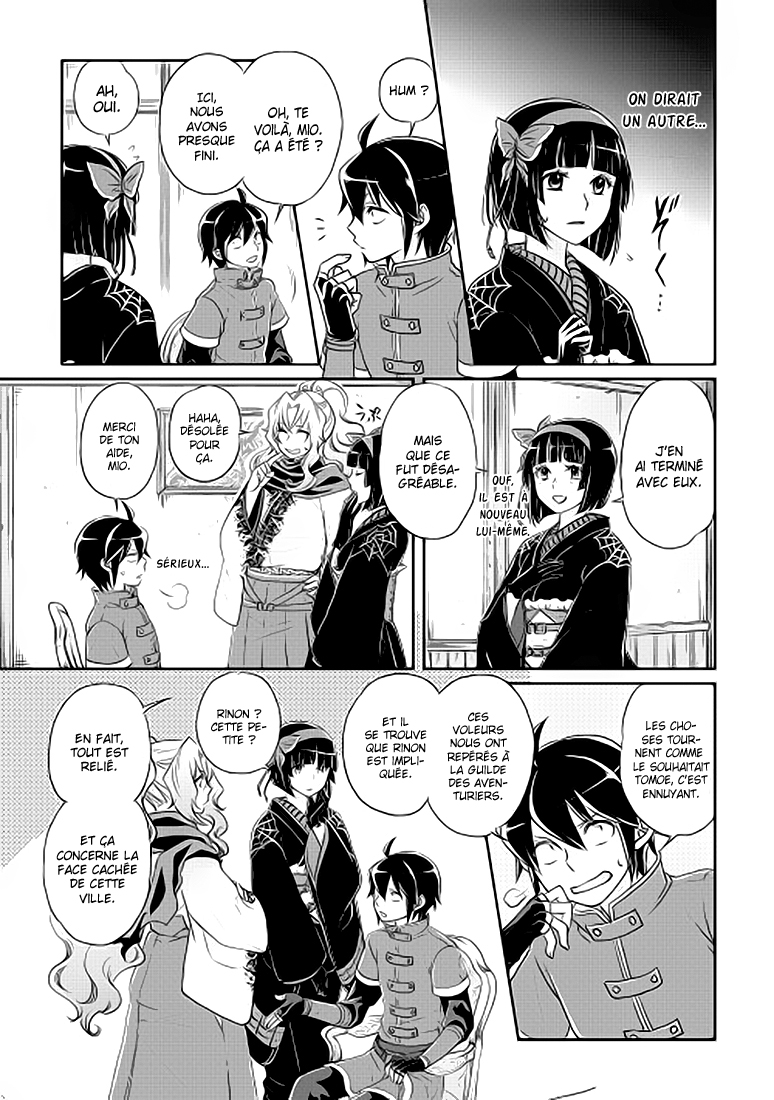 ON DIRAIT
UN AUTRE...
HUM ?
OH, TE
VOILÀ, MIO.
ÇA A ÉTÉ ?
ICI,
NOUS
AVONS
PRESQUE
FINI.
AH,
OUI.
J'EN
AI TERMINÉ
AVEC EUX.
OUF,
IL EST À
NOUVEAU
LUI-MÊME.
MAIS
QUE CE
FUT DÉSA-
GRÉABLE.
HAHA,
DÉSOLÉE
POUR
ÇA.
MERCI
DE TON
AIDE,
MIO.
SÉRIEUX...
LES CHO-
SES TOUR-
NENT COMME
LE SOUHAITAIT
TOMOE, C'EST
ENNUYANT.
CES
VOLEURS
NOUS ONT
REPÉRÉS À
LA GUILDE
DES AVEN-
TURIERS.
ET IL
SE TROUVE
QUE RINON
EST IMPLI-
QUÉE.
RINON ?
CETTE PE-
TITE ?
EN FAIT,
TOUT EST
RELIÉ.
ET ÇA
CONCERNE LA
FACE CACHÉE
DE CETTE
VILLE.